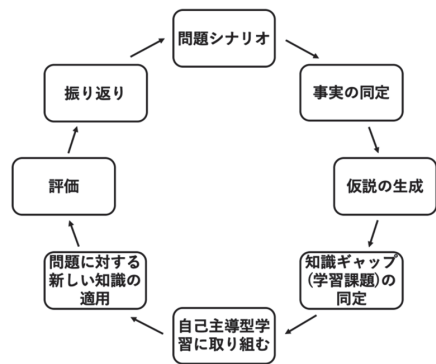 問題シナリオ
事実の同定
仮説の生成
知識ギャップ
(学習課題)の
同定
自己主導型学
習に取り組む
問題に対する
新しい知識の
適用
評価
振り返り